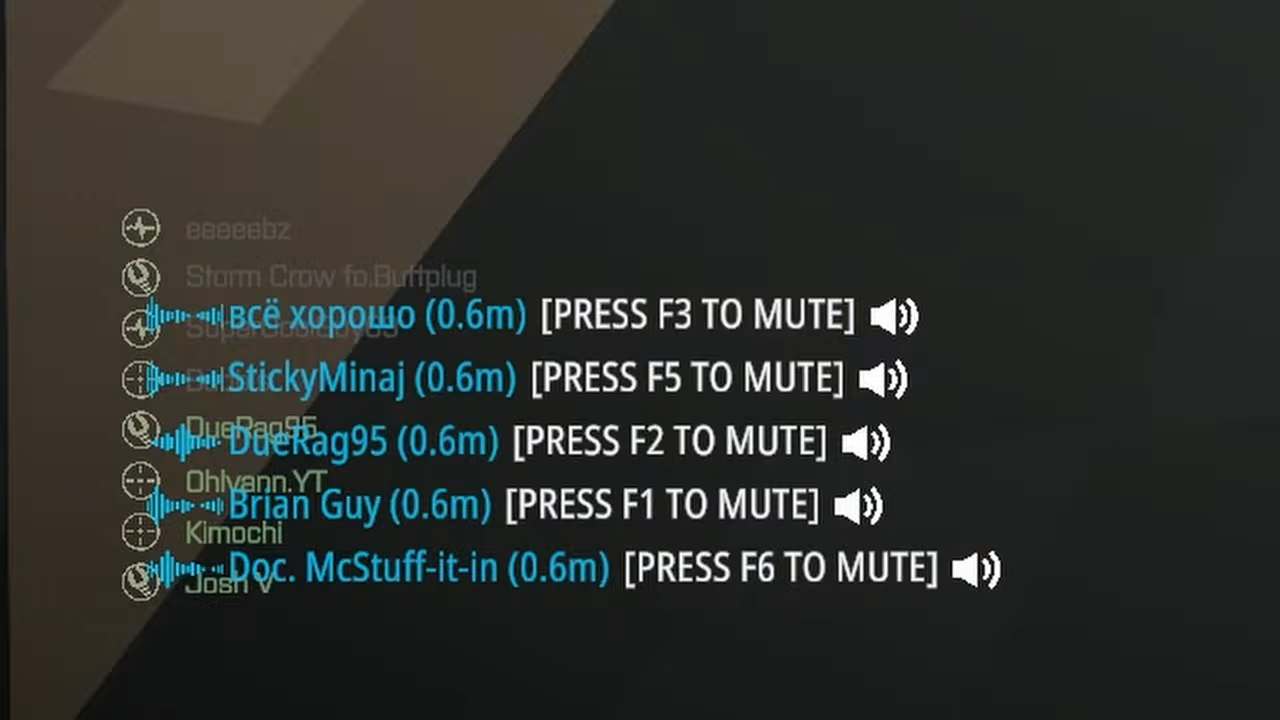 eeeeebz
Storm Crow fo.Buttplug
всё хорошо (0.6m) [PRESS F3 TO MUTE]
StickyMinaj (0.6m) [PRESS F5 TO MUTE]
DueRag95
DueRag95 (0.6m) [PRESS F2 TO MUTE]
Ohlvann.YT
Brian Guy (0.6m) [PRESS F1 TO MUTE]
Kimochi
Doc. McStuff-it-in (0.6m) [PRESS F6 TO MUTE]
Josh V